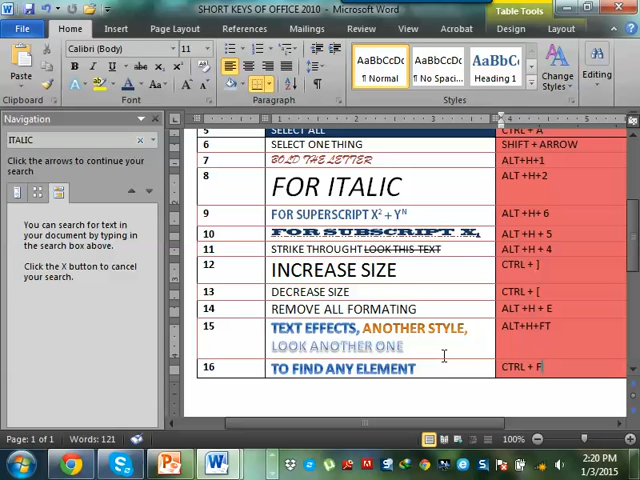 SHORT KEYS OF OFFICE 2010 - Microsoft Word
Table Tools
File Home Insert Page Layout References Mailings Review View Acrobat Design Layout
Calibri (Body) 11
AaBbCcDc AaBbCcDc AaBbCc
¶ Normal ¶ No Spaci... Heading 1
Paste
Change Styles
Editing
Clipboard Font Paragraph Styles
Navigation
ITALIC
Click the arrows to continue your
search.
You can search for text in
your document by typing in
the search box above.
Click the X button to cancel
your search.
5 SELECT ALL CTRL + A
6 SELECT ONE THING SHIFT + ARROW
7 BOLD THE LETTER ALT+H+1
8 FOR ITALIC ALT+H+2
9 FOR SUPERSCRIPT X² + Yᴺ ALT +H+ 6
10 FOR SUBSCRIPT X, ALT +H + 5
11 STRIKE THROUGHT LOOK THIS TEXT ALT +H + 4
12 INCREASE SIZE CTRL + ]
13 DECREASE SIZE CTRL + [
14 REMOVE ALL FORMATING ALT +H + E
15 TEXT EFFECTS, ANOTHER STYLE, ALT+H+FT
LOOK ANOTHER ONE
16 TO FIND ANY ELEMENT CTRL + F
Page: 1 of 1 Words: 121 100%
2:20 PM
1/3/2015